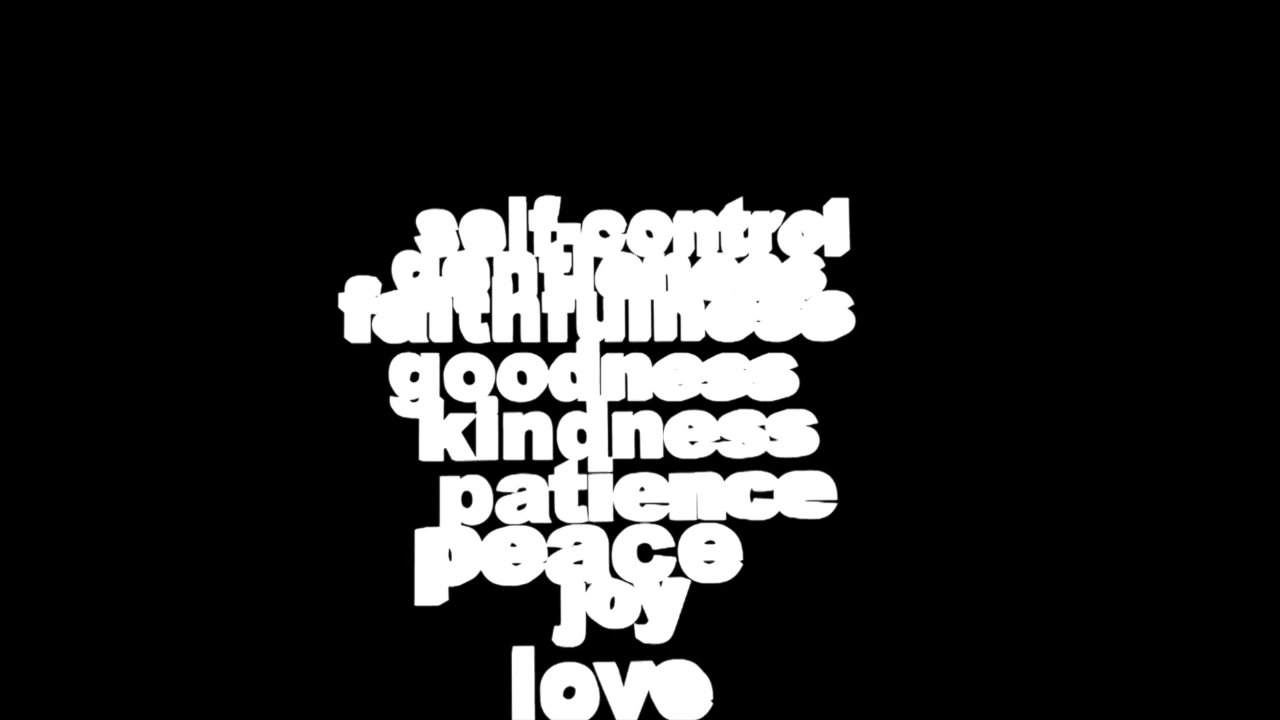 self-control
gentleness
faithfulness
goodness
kindness
patience
peace
joy
love